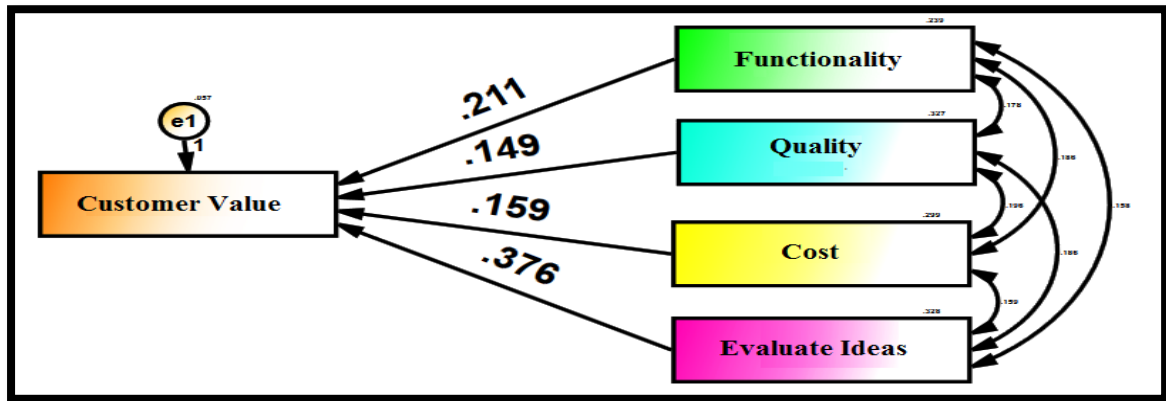 .239
Functionality
.057
e1
1
.211
.178
.327
Quality
.149
.186
Customer Value
.159
.196
.158
.299
Cost
.376
.159
.328
Evaluate Ideas